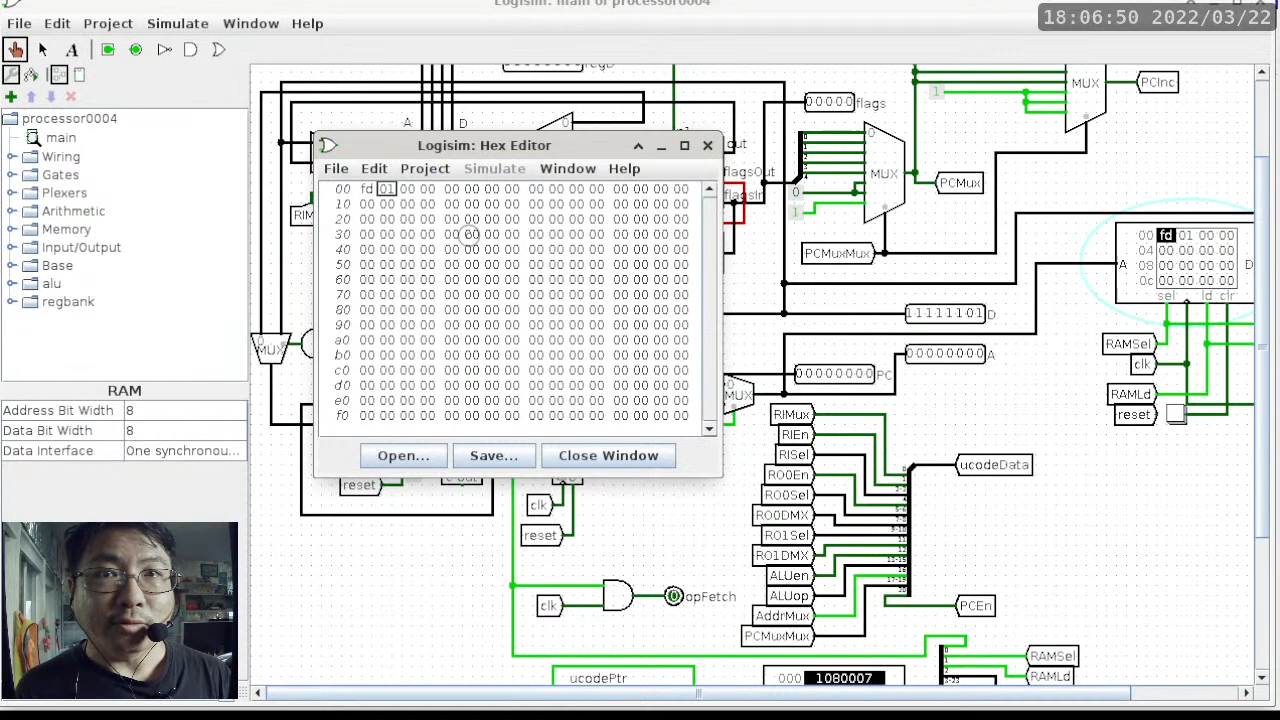 Logisim: main of processor0004
18:06:50 2022/03/22
File Edit Project Simulate Window Help
A
processor0004
main
Wiring
Gates
Plexers
Arithmetic
Memory
Input/Output
Base
alu
regbank
RAM
Address Bit Width 8
Data Bit Width 8
Data Interface One synchronou...
A D
Logisim: Hex Editor
File Edit Project Simulate Window Help
00 fd 01 00 00 00 00 01 00 00 00 00 00 00 00 00 00
10 00 00 00 00 00 00 00 00 00 00 00 00 00 00 00 00
20 00 00 00 00 00 00 00 00 00 00 00 00 00 00 00 00
30 00 00 00 00 00 00 00 00 00 00 00 00 00 00 00 00
40 00 00 00 00 00 00 00 00 00 00 00 00 00 00 00 00
50 00 00 00 00 00 00 00 00 00 00 00 00 00 00 00 00
60 00 00 00 00 00 00 00 00 00 00 00 00 00 00 00 00
70 00 00 00 00 00 00 00 00 00 00 00 00 00 00 00 00
80 00 00 00 00 00 00 00 00 00 00 00 00 00 00 00 00
90 00 00 00 00 00 00 00 00 00 00 00 00 00 00 00 00
a0 00 00 00 00 00 00 00 00 00 00 00 00 00 00 00 00
b0 00 00 00 00 00 00 00 00 00 00 00 00 00 00 00 00
c0 00 00 00 00 00 00 00 00 00 00 00 00 00 00 00 00
d0 00 00 00 00 00 00 00 00 00 00 00 00 00 00 00 00
e0 00 00 00 00 00 00 00 00 00 00 00 00 00 00 00 00
f0 00 00 00 00 00 00 00 00 00 00 00 00 00 00 00 00
Open... Save... Close Window
00000 flags
flagsOut
flagsIn
MUX
PCMux
PCMuxMux
1
MUX
PCInc
0
1
11111101 D
00000000 A
00000000 PC
MUX
MUX
00 fd 01 00 00
04 00 00 00 00
08 00 00 00 00
0c 00 00 00 00
A
D
sel ld clr
RAMSel
clk
RAMLd
reset
RIMux
RIEn
RISel
RO0En
RO0Sel
RO0DMX
RO1Sel
RO1DMX
ALUen
ALUop
AddrMux
PCMuxMux
ucodeData
PCEn
reset
clk
reset
clk
opFetch
RAMSel
RAMLd
ucodePtr
000 1080007